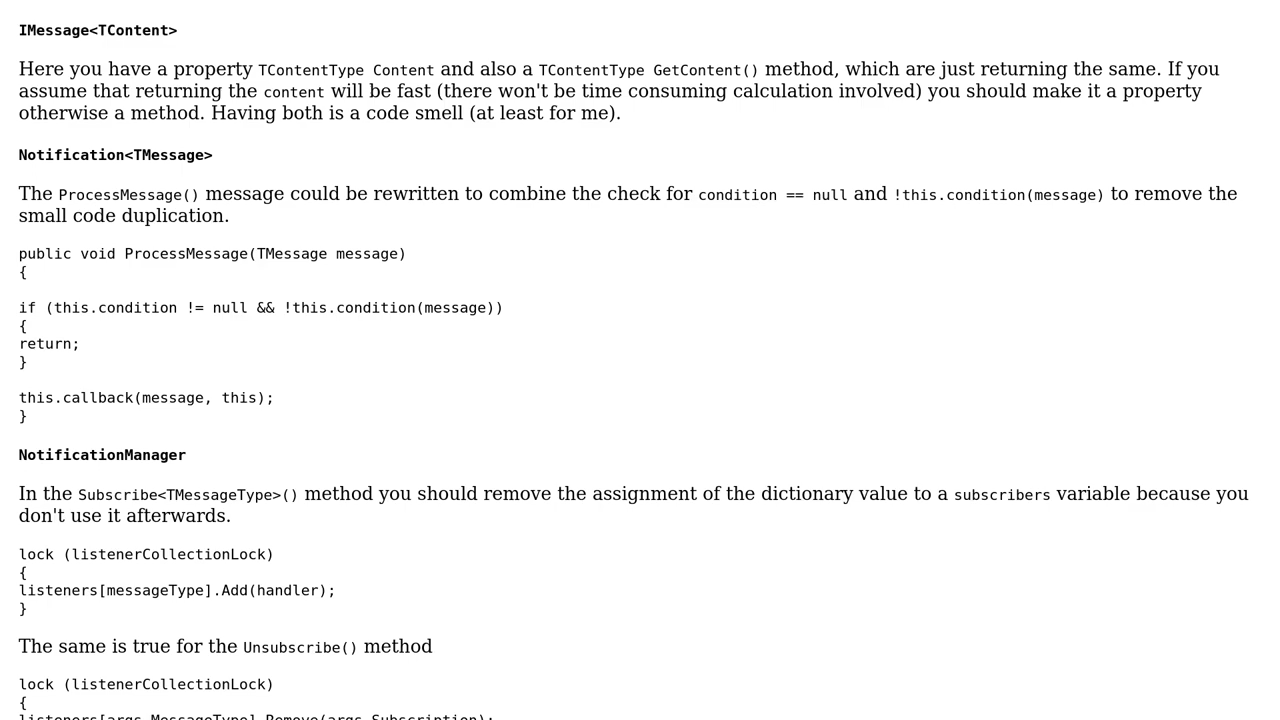 IMessage<TContent>
Here you have a property TContentType Content and also a TContentType GetContent() method, which are just returning the same. If you
assume that returning the content will be fast (there won't be time consuming calculation involved) you should make it a property
otherwise a method. Having both is a code smell (at least for me).
Notification<TMessage>
The ProcessMessage() message could be rewritten to combine the check for condition == null and !this.condition(message) to remove the
small code duplication.
public void ProcessMessage(TMessage message)
{
if (this.condition != null && !this.condition(message))
{
return;
}
this.callback(message, this);
}
NotificationManager
In the Subscribe<TMessageType>() method you should remove the assignment of the dictionary value to a subscribers variable because you
don't use it afterwards.
lock (listenerCollectionLock)
{
listeners[messageType].Add(handler);
}
The same is true for the Unsubscribe() method
lock (listenerCollectionLock)
{
listeners[args.MessageType].Remove(args.Subscription);